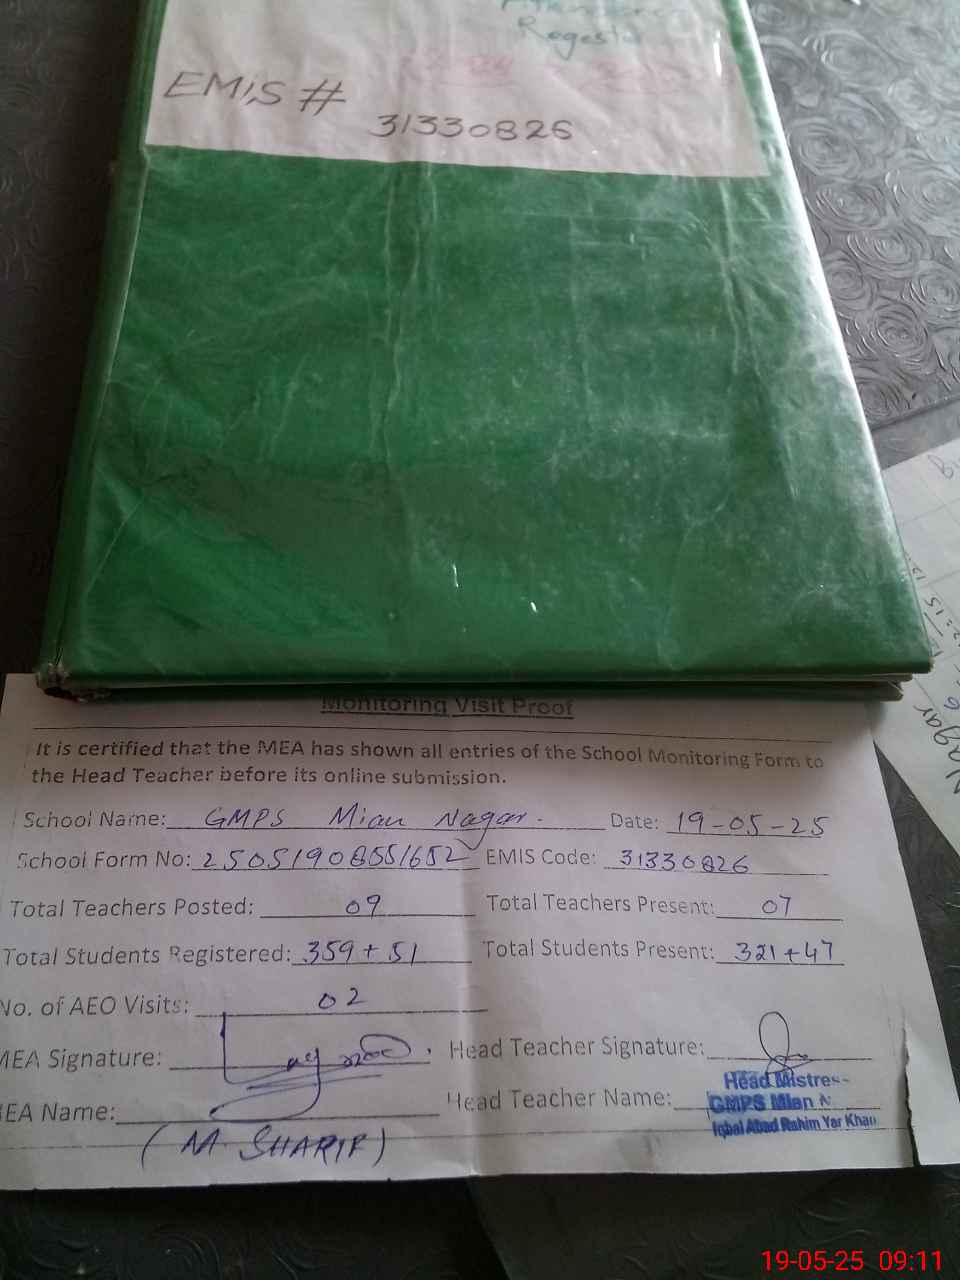 EMIS #
31330826
Monitoring Visit Proof
It is certified that the MEA has shown all entries of the School Monitoring Form to
the Head Teacher before its online submission.
School Name: GMPS Mian Nagar. Date: 19-05-25
School Form No: 25051908551652 EMIS Code: 31330826
Total Teachers Posted: 09 Total Teachers Present: 07
Total Students Registered: 359+51 Total Students Present: 321+47
No. of AEO Visits: 02
MEA Signature: Head Teacher Signature:
MEA Name: Head Teacher Name:
(M. SHARIF)
Head Mistres
GMPS Mian N
Iqbal Abad Rahim Yar Khan
Nagar
19-05-25 09:11